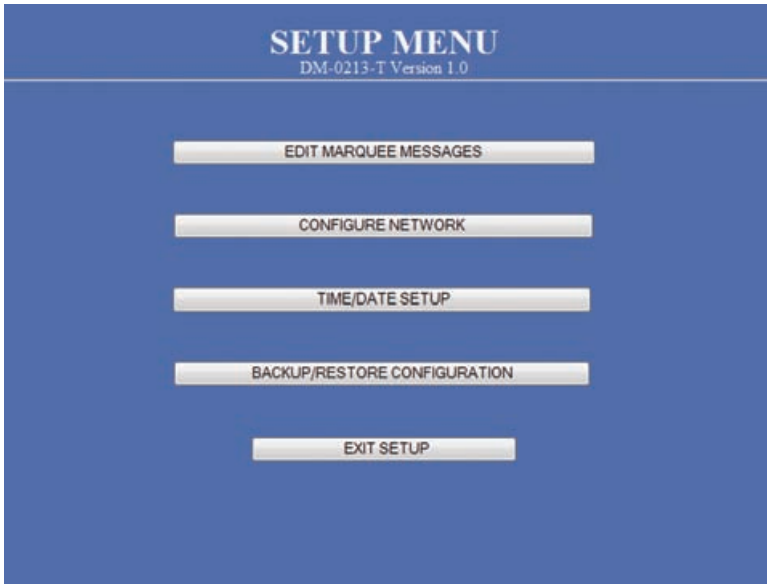 SETUP MENU
DM-0213-T Version 1.0
EDIT MARQUEE MESSAGES
CONFIGURE NETWORK
TIME/DATE SETUP
BACKUP/RESTORE CONFIGURATION
EXIT SETUP